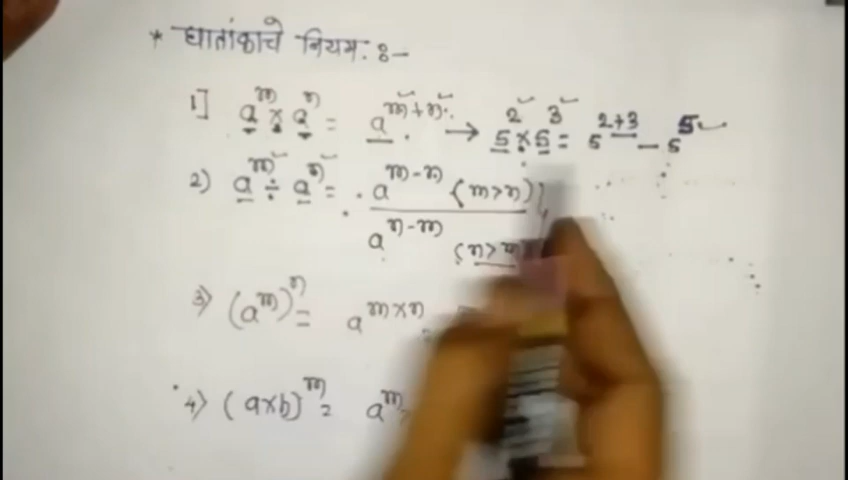 * घातांकाचे नियम :-
1] a^m × a^n = a^(m+n). → 5^2 × 5^3 = 5^(2+3) – 5^5
2) a^m ÷ a^n = a^(m-n) (m>n)
a^(n-m) (n>m
3) (a^m)^n = a^(m×n)
4) (a×b)^m = a^m